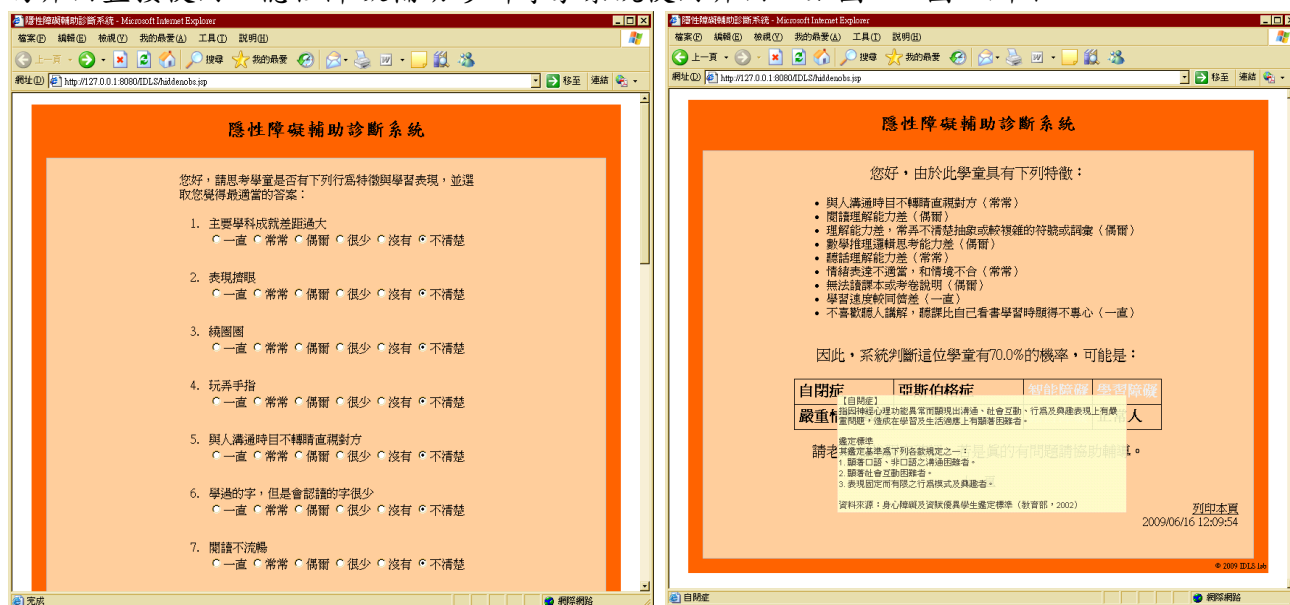 隱性障礙輔助診斷系統 - Microsoft Internet Explorer
檔案(F) 編輯(E) 檢視(V) 我的最愛(A) 工具(T) 說明(H)
上一頁 搜尋 我的最愛
網址(D) http://127.0.0.1:8080/IDLS/hiddenobs.jsp 移至 連結
隱性障礙輔助診斷系統
您好，請思考學童是否有下列行為特徵與學習表現，並選
取您覺得最適當的答案：
1. 主要學科成就差距過大
一直 常常 偶爾 很少 沒有 不清楚
2. 表現擠眼
一直 常常 偶爾 很少 沒有 不清楚
3. 繞圈圈
一直 常常 偶爾 很少 沒有 不清楚
4. 玩弄手指
一直 常常 偶爾 很少 沒有 不清楚
5. 與人溝通時目不轉睛直視對方
一直 常常 偶爾 很少 沒有 不清楚
6. 學過的字，但是會認讀的字很少
一直 常常 偶爾 很少 沒有 不清楚
7. 閱讀不流暢
一直 常常 偶爾 很少 沒有 不清楚
完成 網際網路
隱性障礙輔助診斷系統 - Microsoft Internet Explorer
檔案(F) 編輯(E) 檢視(V) 我的最愛(A) 工具(T) 說明(H)
上一頁 搜尋 我的最愛
網址(D) http://127.0.0.1:8080/IDLS/hiddenobs.jsp 移至 連結
隱性障礙輔助診斷系統
您好，由於此學童具有下列特徵：
• 與人溝通時目不轉睛直視對方（常常）
• 閱讀理解能力差（偶爾）
• 理解能力差，常弄不清楚抽象或較複雜的符號或詞彙（偶爾）
• 數學推理邏輯思考能力差（偶爾）
• 聽話理解能力差（常常）
• 情緒表達不適當，和情境不合（常常）
• 無法讀課本或考卷說明（偶爾）
• 學習速度較同儕差（一直）
• 不喜歡聽人講解，聽課比自己看書學習時顯得不專心（一直）
因此，系統判斷這位學童有70.0%的機率，可能是：
自閉症 亞斯伯格症 智能障礙 學習障礙
嚴重情 人
請老 若是真的有問題請協助輔導。
【自閉症】
指因神經心理功能異常而顯現出溝通、社會互動、行為及興趣表現上有嚴
重問題，造成在學習及生活適應上有顯著困難者。
鑑定標準
其鑑定基準為下列各款規定之一：
1. 顯著口語、非口語之溝通困難者。
2. 顯著社會互動困難者。
3. 表現固定而有限之行為模式及興趣者。
資料來源：身心障礙及資賦優異學生鑑定標準（教育部，2002）
列印本頁
2009/06/16 12:09:54
© 2009 IDLS Lab
自閉症 網際網路